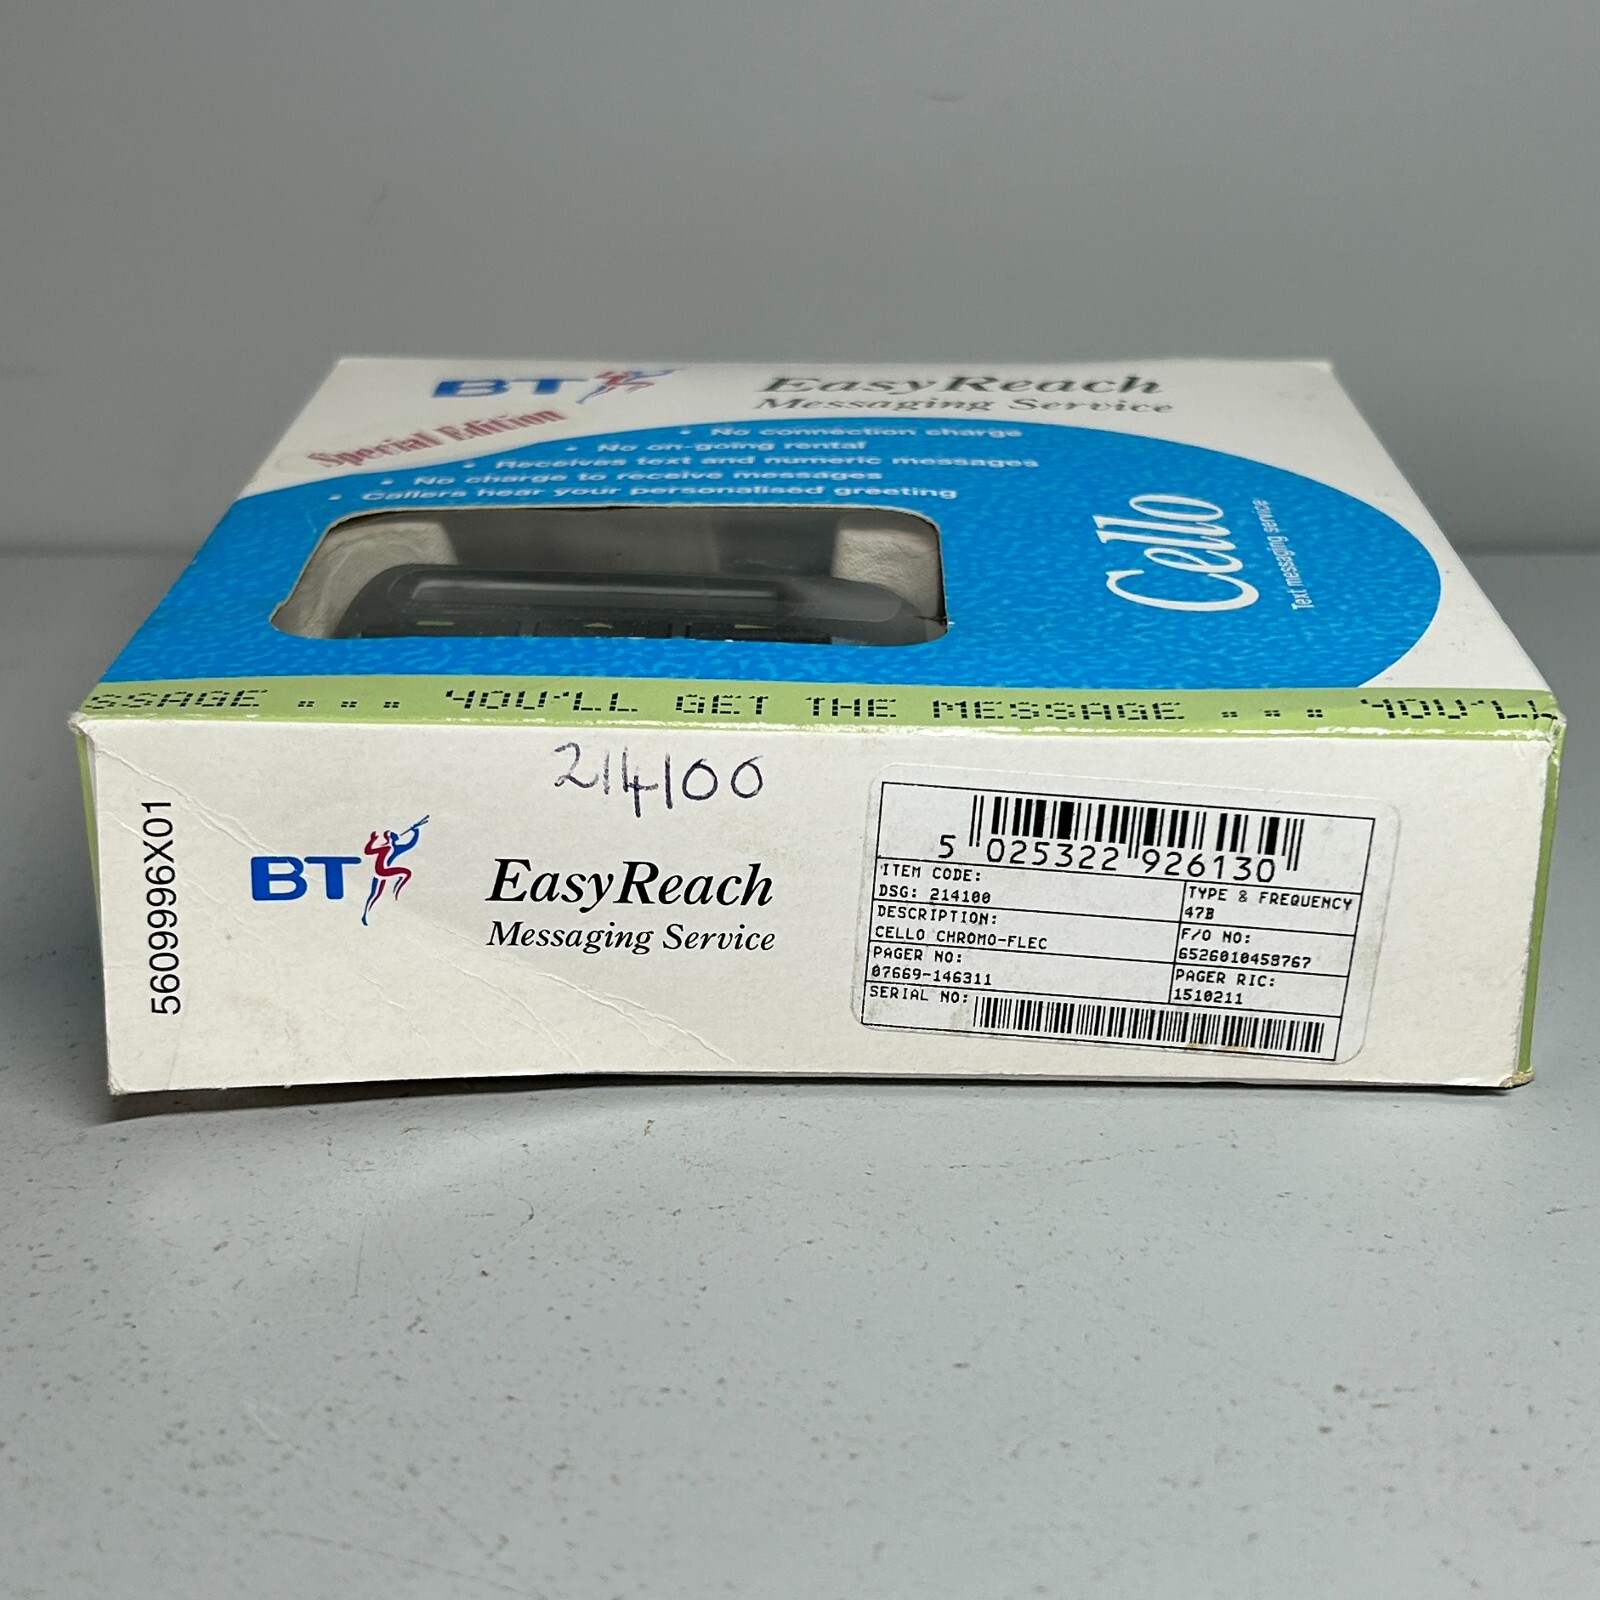 BT
EasyReach
Messaging Service
Special Edition
• No connection charge
• No on-going rental
• Receives text and numeric messages
• No charge to receive messages
• Callers hear your personalised greeting
Cello
Text messaging service
SSAGE ... YOU'LL GET THE MESSAGE ... YOU'LL
214100
5609996X01
BT
EasyReach
Messaging Service
5 025322 926130
ITEM CODE:
DSG: 214100
TYPE & FREQUENCY
47B
DESCRIPTION:
CELLO CHROMO-FLEC
F/O NO:
6526010458767
PAGER NO:
07669-146311
PAGER RIC:
1510211
SERIAL NO: